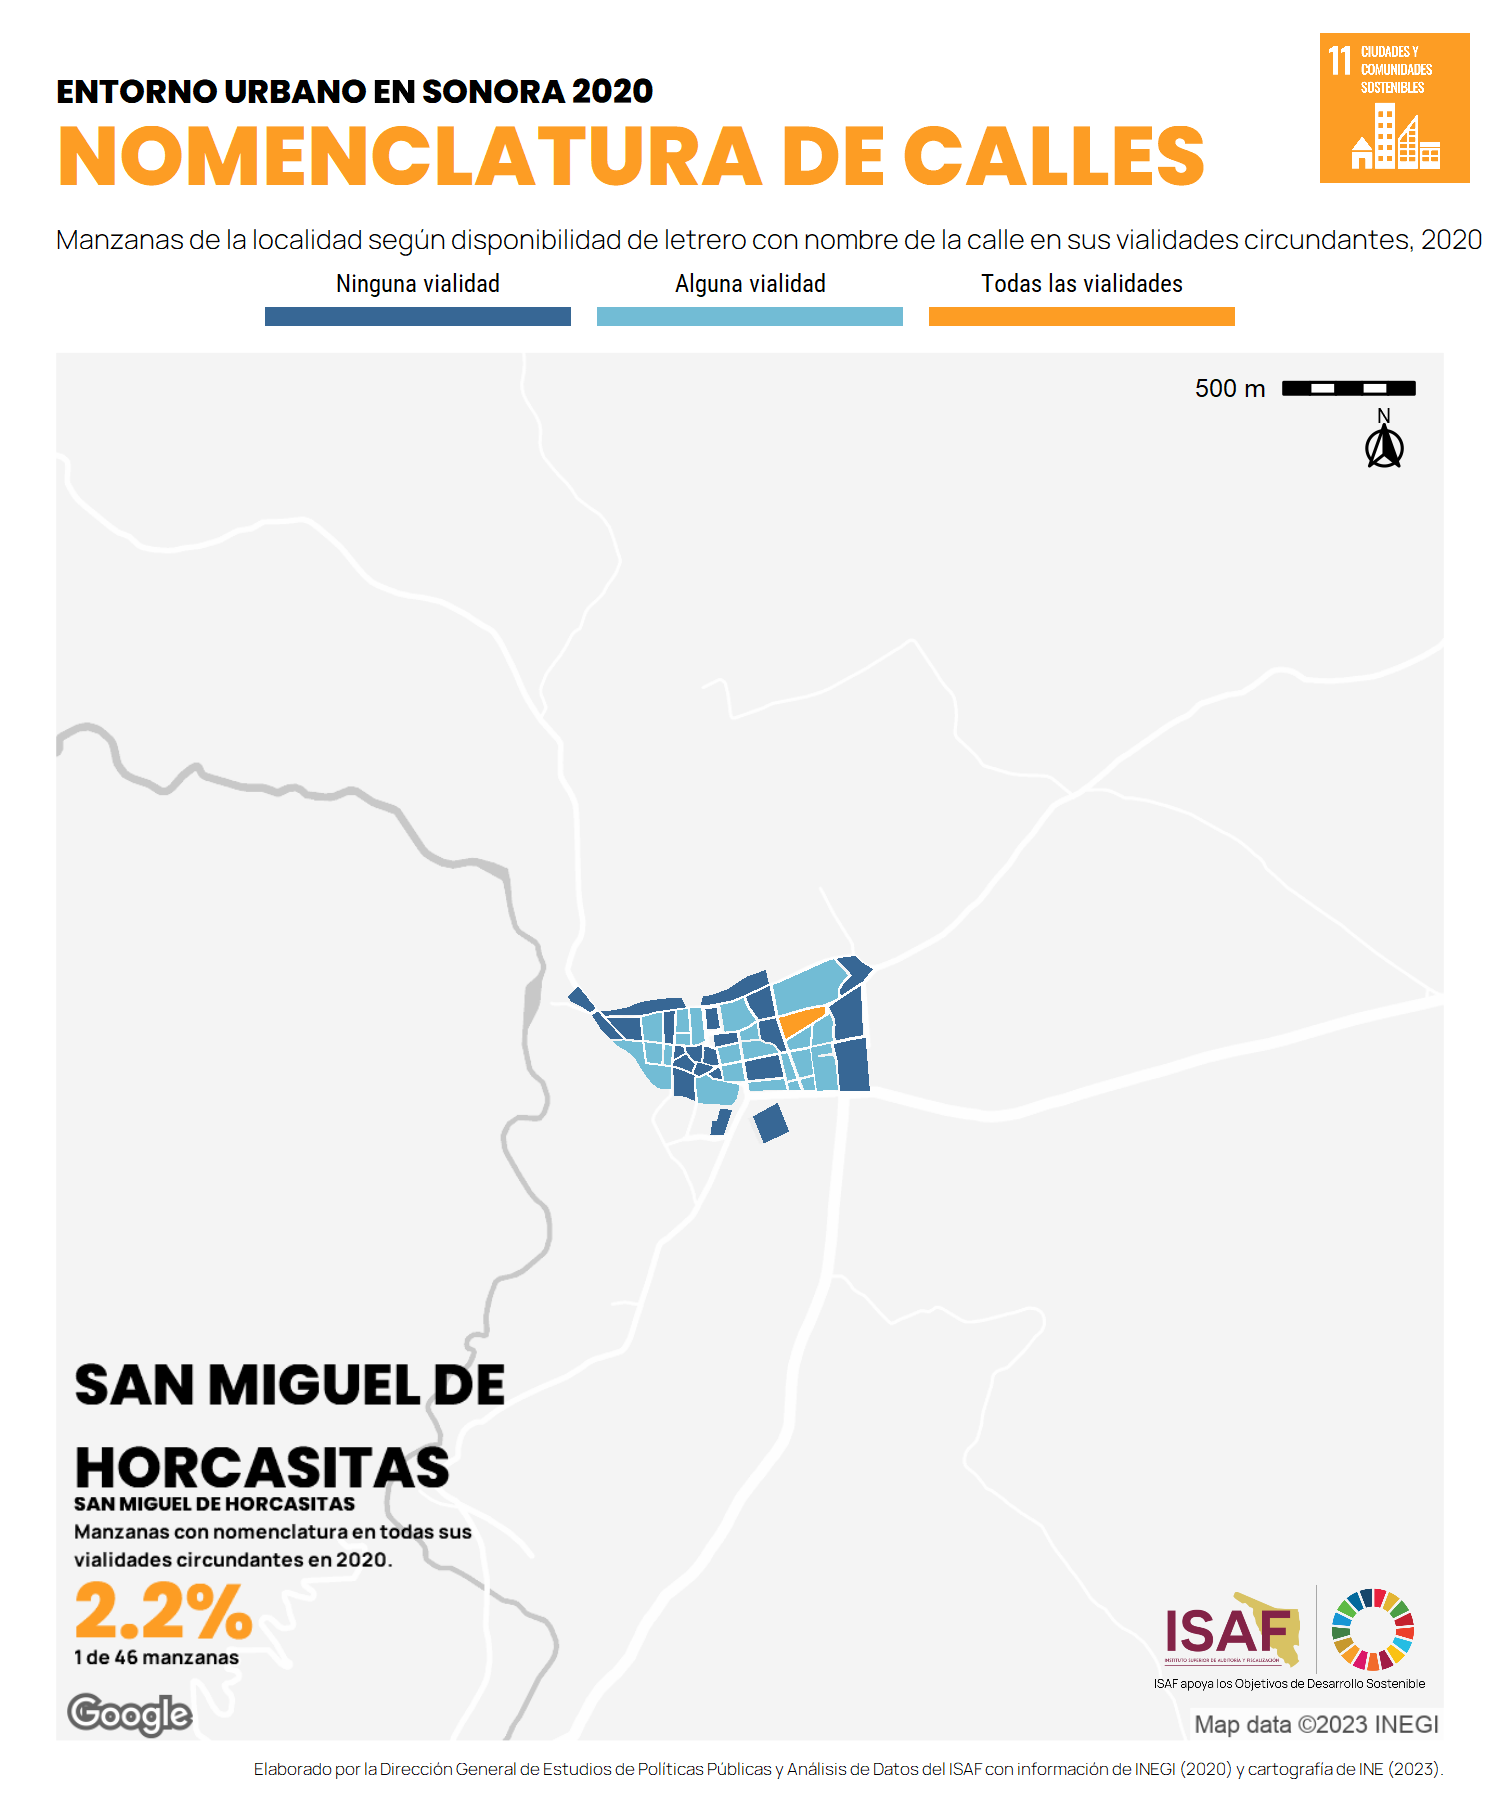 11 CIUDADES Y
COMUNIDADES
SOSTENIBLES
ENTORNO URBANO EN SONORA 2020
NOMENCLATURA DE CALLES
Manzanas de la localidad según disponibilidad de letrero con nombre de la calle en sus vialidades circundantes, 2020
Ninguna vialidad Alguna vialidad Todas las vialidades
500 m
N
SAN MIGUEL DE
HORCASITAS
SAN MIGUEL DE HORCASITAS
Manzanas con nomenclatura en todas sus
vialidades circundantes en 2020.
2.2%
1 de 46 manzanas
Google
ISAF
INSTITUTO SUPERIOR DE AUDITORÍA Y FISCALIZACIÓN
ISAF apoya los Objetivos de Desarrollo Sostenible
Map data ©2023 INEGI
Elaborado por la Dirección General de Estudios de Políticas Públicas y Análisis de Datos del ISAF con información de INEGI (2020) y cartografía de INE (2023).